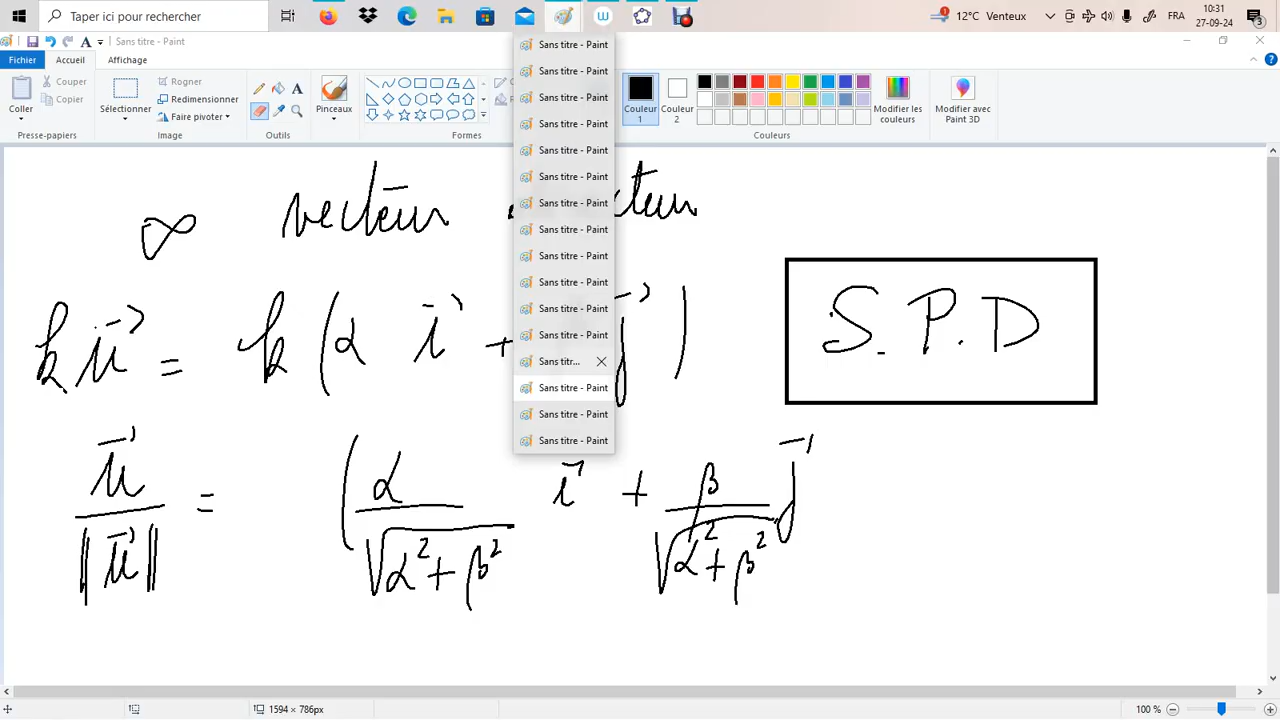 Taper ici pour rechercher
12°C Venteux
FRA
10:31
27-09-24
3
Sans titre - Paint
Fichier
Accueil
Affichage
Coller
Couper
Copier
Presse-papiers
Sélectionner
Rogner
Redimensionner
Faire pivoter
Image
A
Outils
Pinceaux
Formes
Couleur 1
Couleur 2
Modifier les couleurs
Couleurs
Modifier avec Paint 3D
Sans titre - Paint
Sans titre - Paint
Sans titre - Paint
Sans titre - Paint
Sans titre - Paint
Sans titre - Paint
Sans titre - Paint
Sans titre - Paint
Sans titre - Paint
Sans titre - Paint
Sans titre - Paint
Sans titre - Paint
Sans titr...
Sans titre - Paint
Sans titre - Paint
Sans titre - Paint
∞ vecteur
k u⃗ = k(α i⃗ + j⃗)
S.P.D
u⃗ / ‖u⃗‖ = (α / √α²+β² i⃗ + β / √α²+β² j⃗
1594 × 786px
100 %